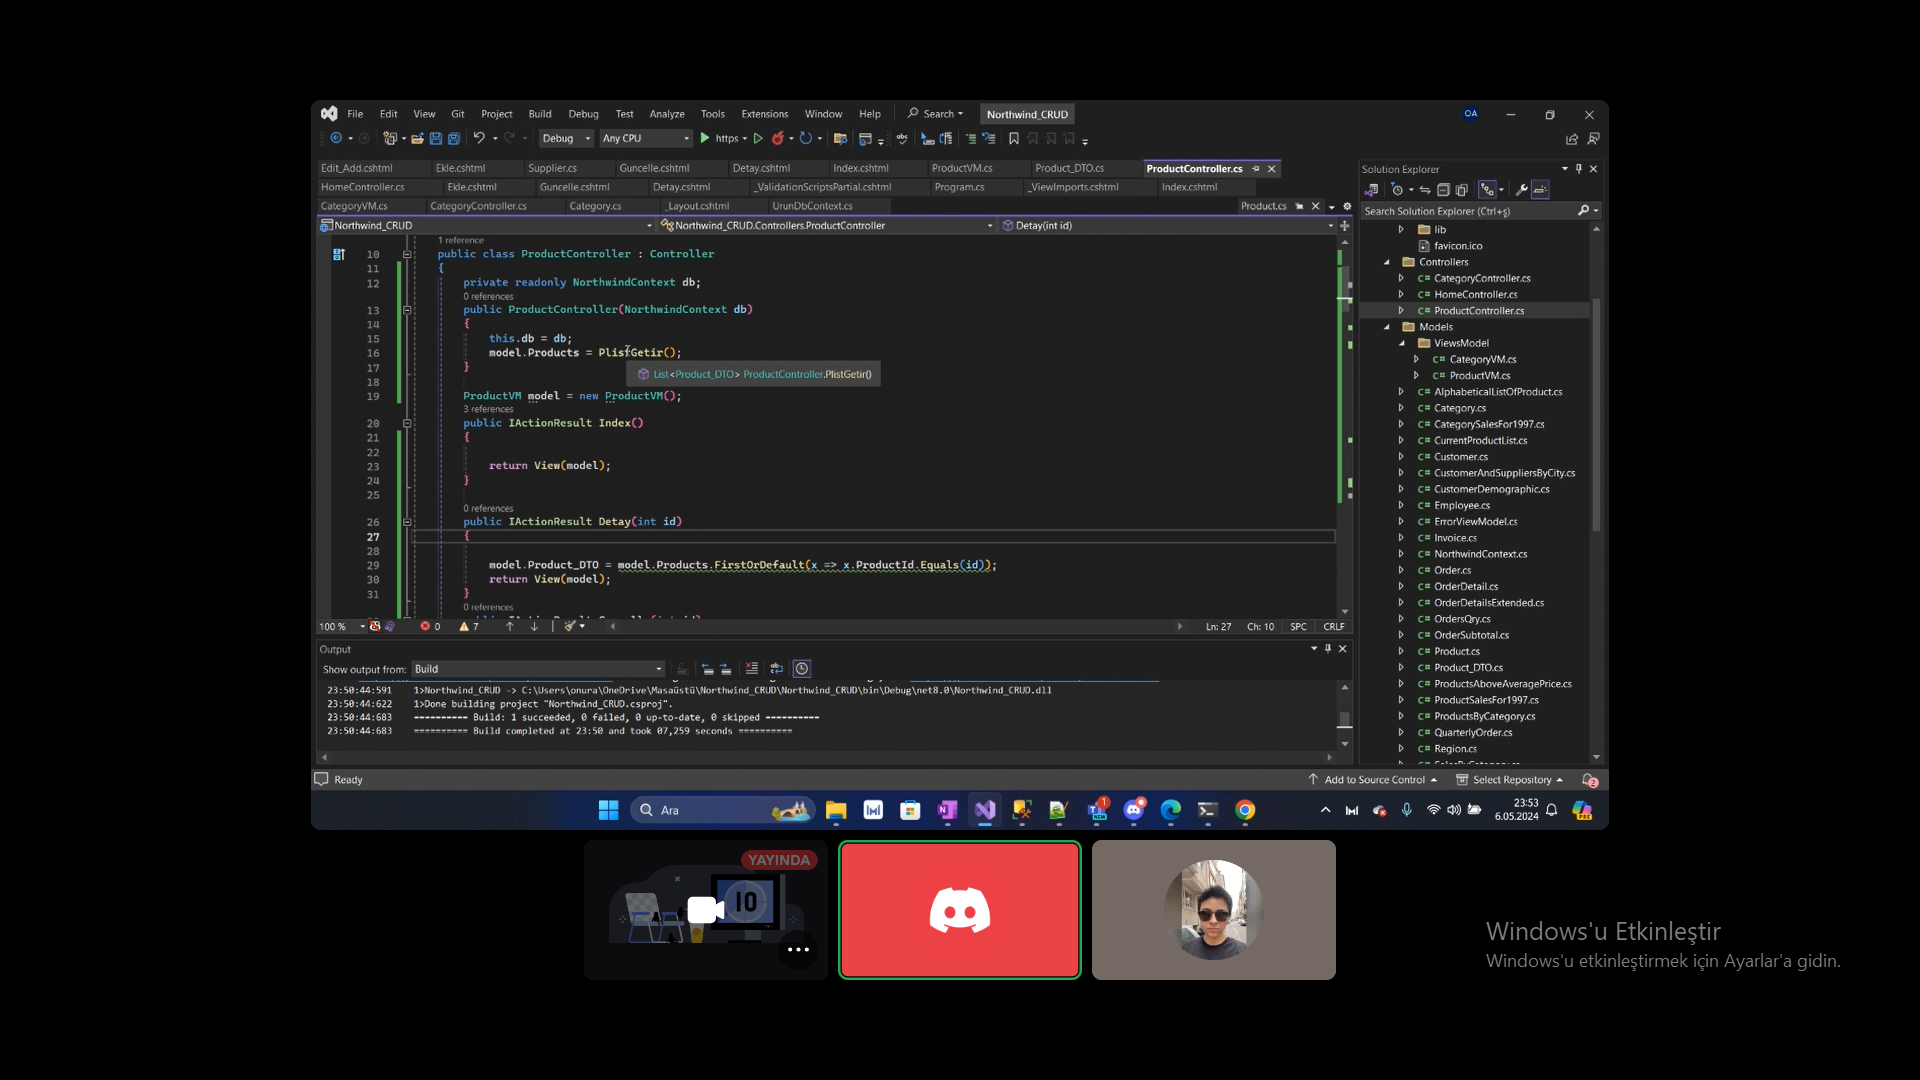 File Edit View Git Project Build Debug Test Analyze Tools Extensions Window Help Search Northwind_CRUD OA
Debug Any CPU https
Edit_Add.cshtml Ekle.cshtml Supplier.cs Guncelle.cshtml Detay.cshtml Index.cshtml ProductVM.cs Product_DTO.cs ProductController.cs
HomeController.cs Ekle.cshtml Guncelle.cshtml Detay.cshtml _ValidationScriptsPartial.cshtml Program.cs _ViewImports.cshtml Index.cshtml
CategoryVM.cs CategoryController.cs Category.cs _Layout.cshtml UrunDbContext.cs Product.cs
Northwind_CRUD Northwind_CRUD.Controllers.ProductController Detay(int id)
1 reference
10 public class ProductController : Controller
11 {
12 private readonly NorthwindContext db;
0 references
13 public ProductController(NorthwindContext db)
14 {
15 this.db = db;
16 model.Products = PlistGetir();
17 }
List<Product_DTO> ProductController.PlistGetir()
18
19 ProductVM model = new ProductVM();
3 references
20 public IActionResult Index()
21 {
22
23 return View(model);
24 }
25
0 references
26 public IActionResult Detay(int id)
27 {
28
29 model.Product_DTO = model.Products.FirstOrDefault(x => x.ProductId.Equals(id));
30 return View(model);
31 }
0 references
100 % 0 7 Ln: 27 Ch: 10 SPC CRLF
Output
Show output from: Build
23:50:44:591 1>Northwind_CRUD -> C:\Users\onura\OneDrive\Masaüstü\Northwind_CRUD\Northwind_CRUD\bin\Debug\net8.0\Northwind_CRUD.dll
23:50:44:622 1>Done building project "Northwind_CRUD.csproj".
23:50:44:683 ========== Build: 1 succeeded, 0 failed, 0 up-to-date, 0 skipped ==========
23:50:44:683 ========== Build completed at 23:50 and took 07,259 seconds ==========
Solution Explorer
Search Solution Explorer (Ctrl+ş)
lib
favicon.ico
Controllers
C# CategoryController.cs
C# HomeController.cs
C# ProductController.cs
Models
ViewsModel
C# CategoryVM.cs
C# ProductVM.cs
C# AlphabeticalListOfProduct.cs
C# Category.cs
C# CategorySalesFor1997.cs
C# CurrentProductList.cs
C# Customer.cs
C# CustomerAndSuppliersByCity.cs
C# CustomerDemographic.cs
C# Employee.cs
C# ErrorViewModel.cs
C# Invoice.cs
C# NorthwindContext.cs
C# Order.cs
C# OrderDetail.cs
C# OrderDetailsExtended.cs
C# OrdersQry.cs
C# OrderSubtotal.cs
C# Product.cs
C# Product_DTO.cs
C# ProductsAboveAveragePrice.cs
C# ProductSalesFor1997.cs
C# ProductsByCategory.cs
C# QuarterlyOrder.cs
C# Region.cs
Ready Add to Source Control Select Repository 2
Ara 1 NEW 23:53
6.05.2024
PRE
YAYINDA
10
Windows'u Etkinleştir
Windows'u etkinleştirmek için Ayarlar'a gidin.